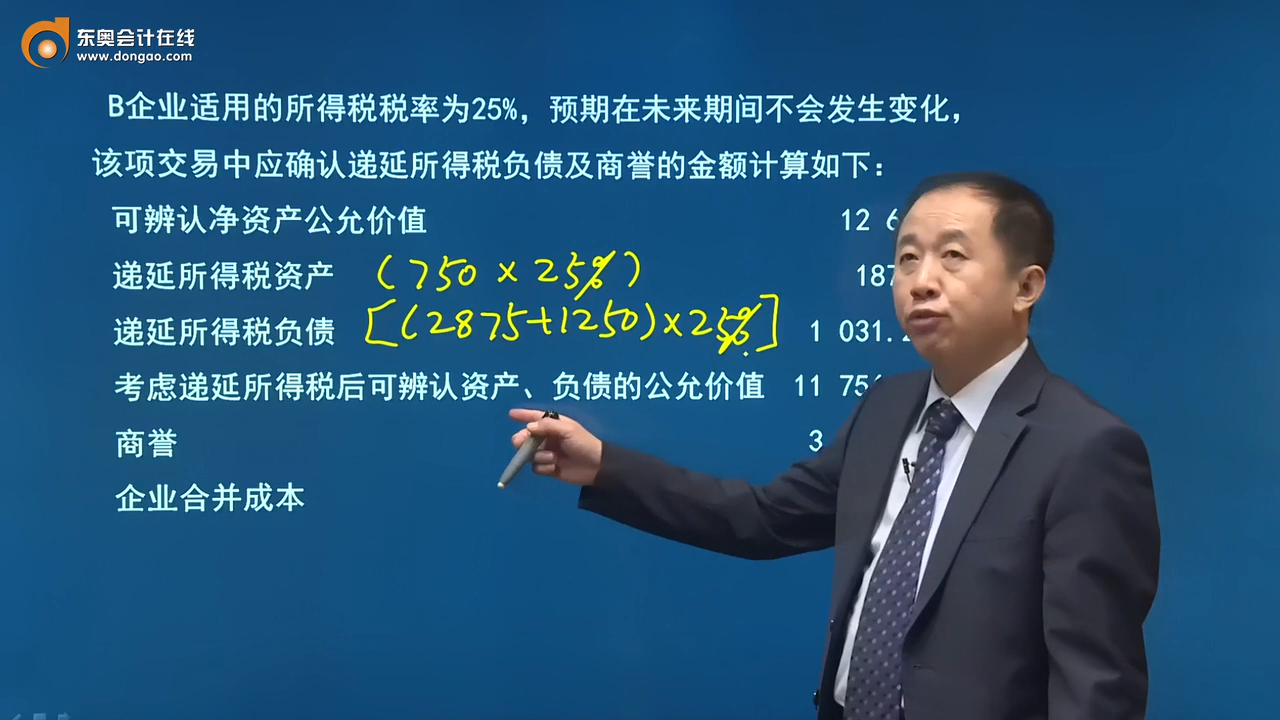 东奥会计在线
www.dongao.com
B企业适用的所得税税率为25%，预期在未来期间不会发生变化，
该项交易中应确认递延所得税负债及商誉的金额计算如下：
可辨认净资产公允价值 12 6
递延所得税资产 (750×25%) 187
递延所得税负债 [(2875+1250)×25%] 1 031.2
考虑递延所得税后可辨认资产、负债的公允价值 11 75
商誉 3
企业合并成本